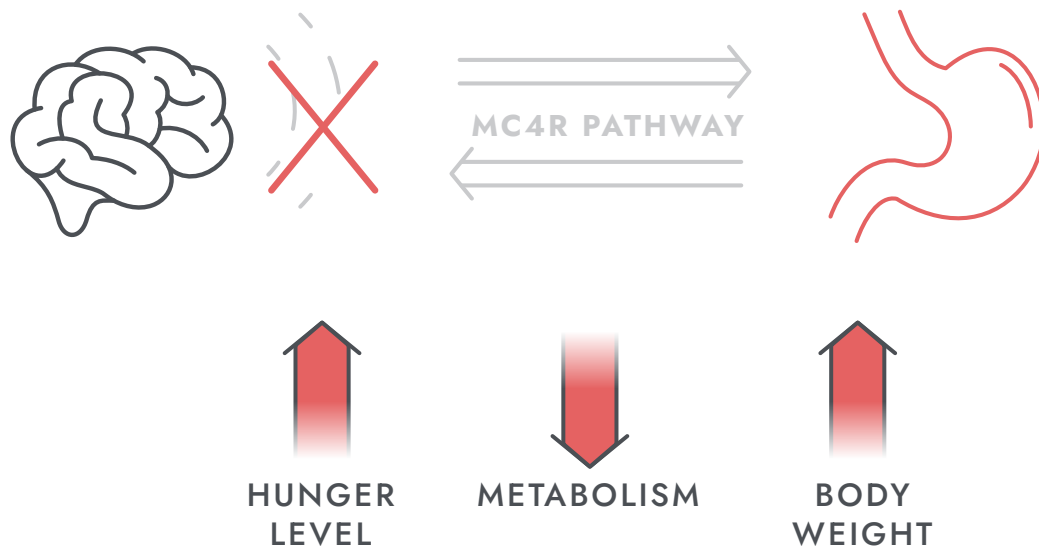 MC4R PATHWAY
HUNGER
LEVEL
METABOLISM
BODY
WEIGHT